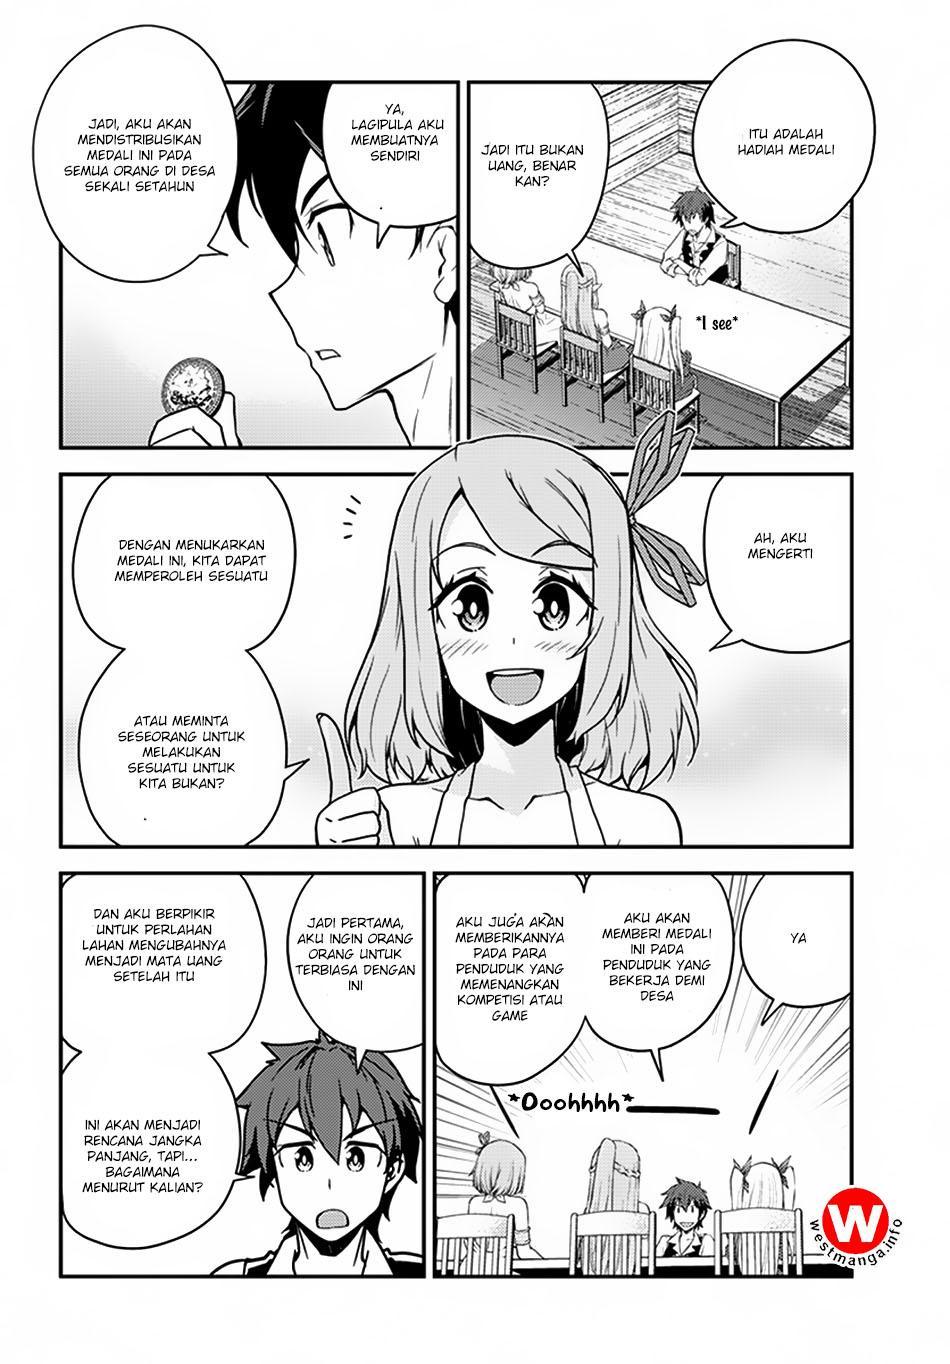 ITU ADALAH
HADIAH MEDALI
JADI ITU BUKAN
UANG, BENAR
KAN?
*I see*
YA,
LAGIPULA AKU
MEMBUATNYA
SENDIRI
JADI, AKU AKAN
MENDISTRIBUSIKAN
MEDALI INI PADA
SEMUA ORANG DI DESA
SEKALI SETAHUN
AH, AKU
MENGERTI
DENGAN MENUKARKAN
MEDALI INI, KITA DAPAT
MEMPEROLEH SESUATU
ATAU MEMINTA
SESEORANG UNTUK
MELAKUKAN
SESUATU UNTUK
KITA BUKAN?
YA
AKU AKAN
MEMBERI MEDALI
INI PADA
PENDUDUK YANG
BEKERJA DEMI
DESA
AKU JUGA AKAN
MEMBERIKANNYA
PADA PARA
PENDUDUK YANG
MEMENANGKAN
KOMPETISI ATAU
GAME
*Ooohhhh*
JADI PERTAMA,
AKU INGIN ORANG
ORANG UNTUK
TERBIASA DENGAN
INI
DAN AKU BERPIKIR
UNTUK PERLAHAN
LAHAN MENGUBAHNYA
MENJADI MATA UANG
SETELAH ITU
INI AKAN MENJADI
RENCANA JANGKA
PANJANG, TAPI...
BAGAIMANA
MENURUT KALIAN?
W
westmanga.info